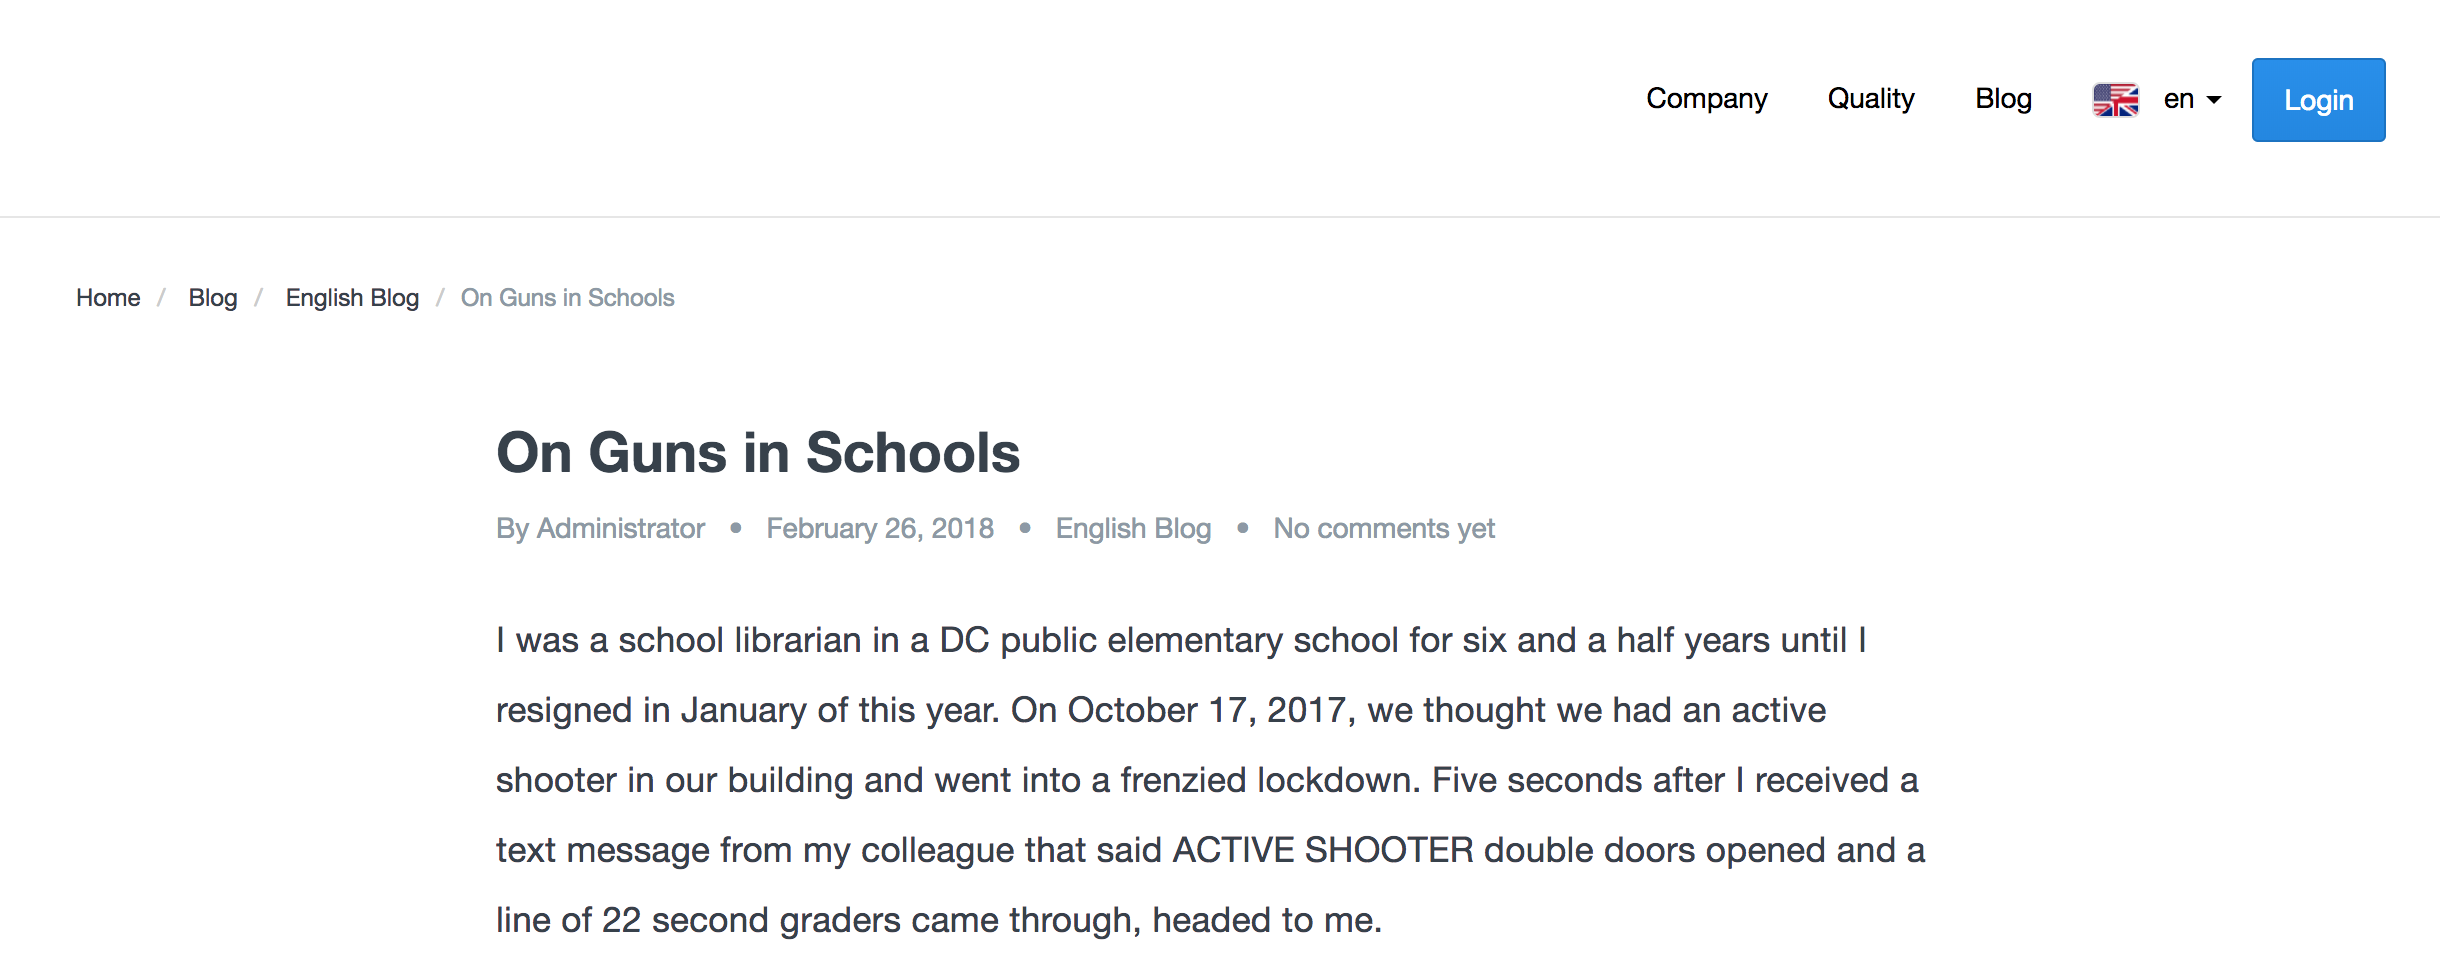 Company Quality Blog en Login
Home / Blog / English Blog / On Guns in Schools
On Guns in Schools
By Administrator • February 26, 2018 • English Blog • No comments yet
I was a school librarian in a DC public elementary school for six and a half years until I
resigned in January of this year. On October 17, 2017, we thought we had an active
shooter in our building and went into a frenzied lockdown. Five seconds after I received a
text message from my colleague that said ACTIVE SHOOTER double doors opened and a
line of 22 second graders came through, headed to me.